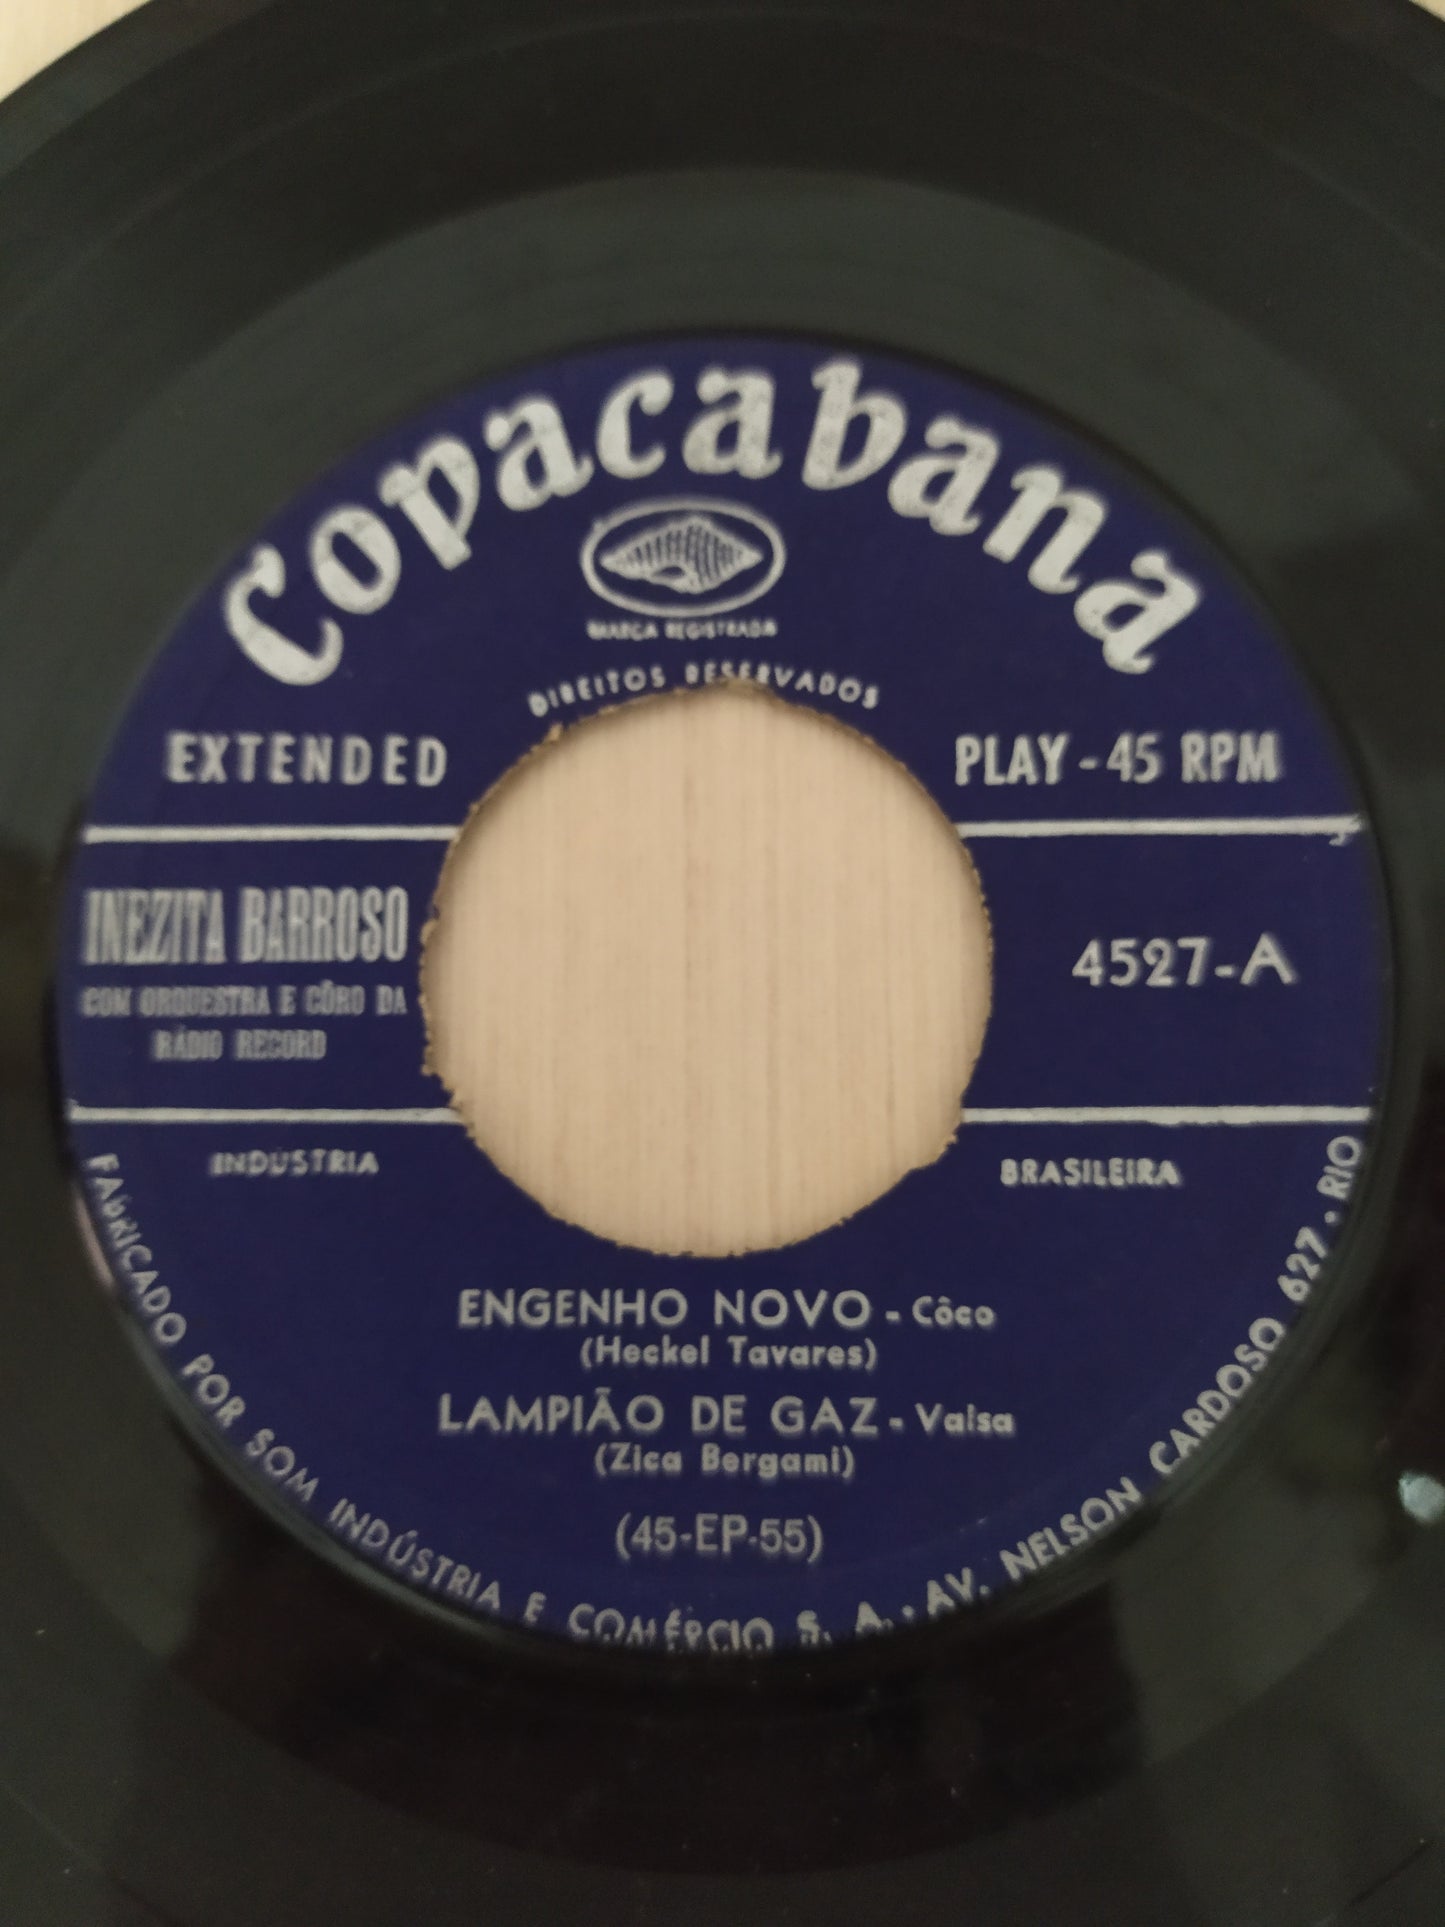 Copacabana
MARCA REGISTRADA
DIREITOS RESERVADOS
EXTENDED PLAY - 45 RPM
INEZITA BARROSO
COM ORQUESTRA E CÔRO DA
RÁDIO RECORD
4527-A
INDÚSTRIA BRASILEIRA
ENGENHO NOVO - Côco
(Heckel Tavares)
LAMPIÃO DE GAZ - Valsa
(Zica Bergami)
(45-EP-55)
FABRICADO POR SOM INDÚSTRIA E COMÉRCIO S. A. • AV. NELSON CARDOSO 627 • RIO